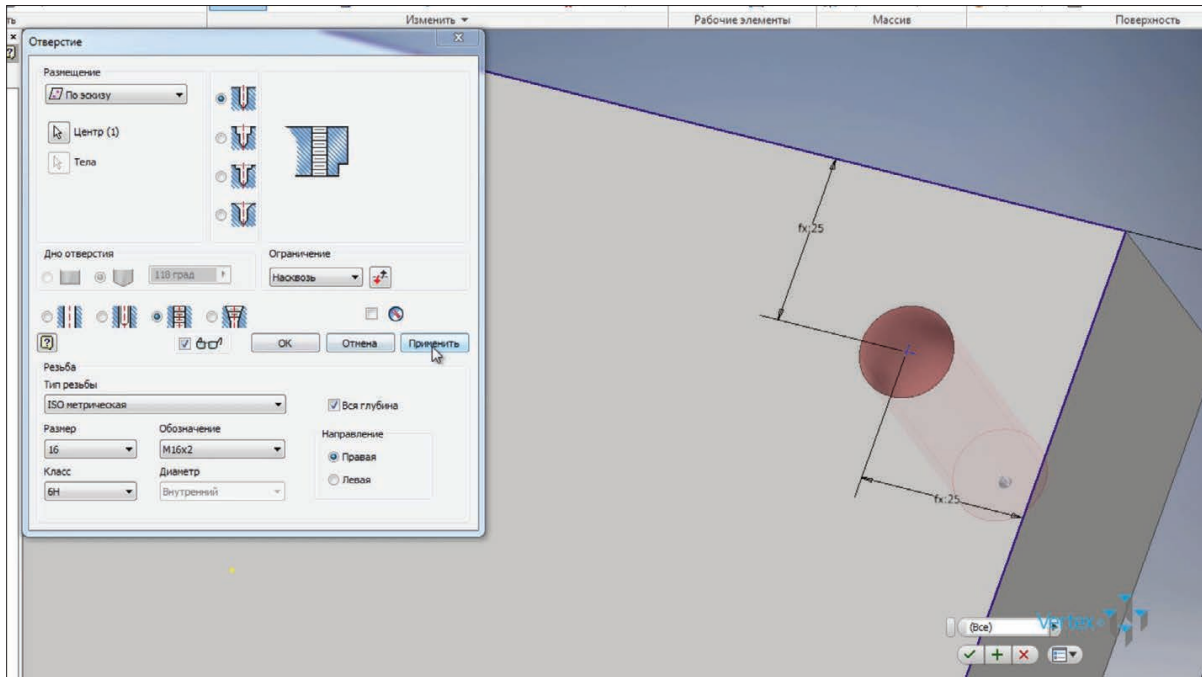 ть
Изменить
Рабочие элементы
Массив
Поверхность
Отверстие
Размещение
По эскизу
Центр (1)
Тела
Дно отверстия
118 град
Ограничение
Насквозь
OK
Отмена
Применить
Резьба
Тип резьбы
ISO метрическая
Вся глубина
Размер
Обозначение
16
M16x2
Направление
Правая
Левая
Класс
Диаметр
6H
Внутренний
fx:25
fx:25
(Все)
Vertex